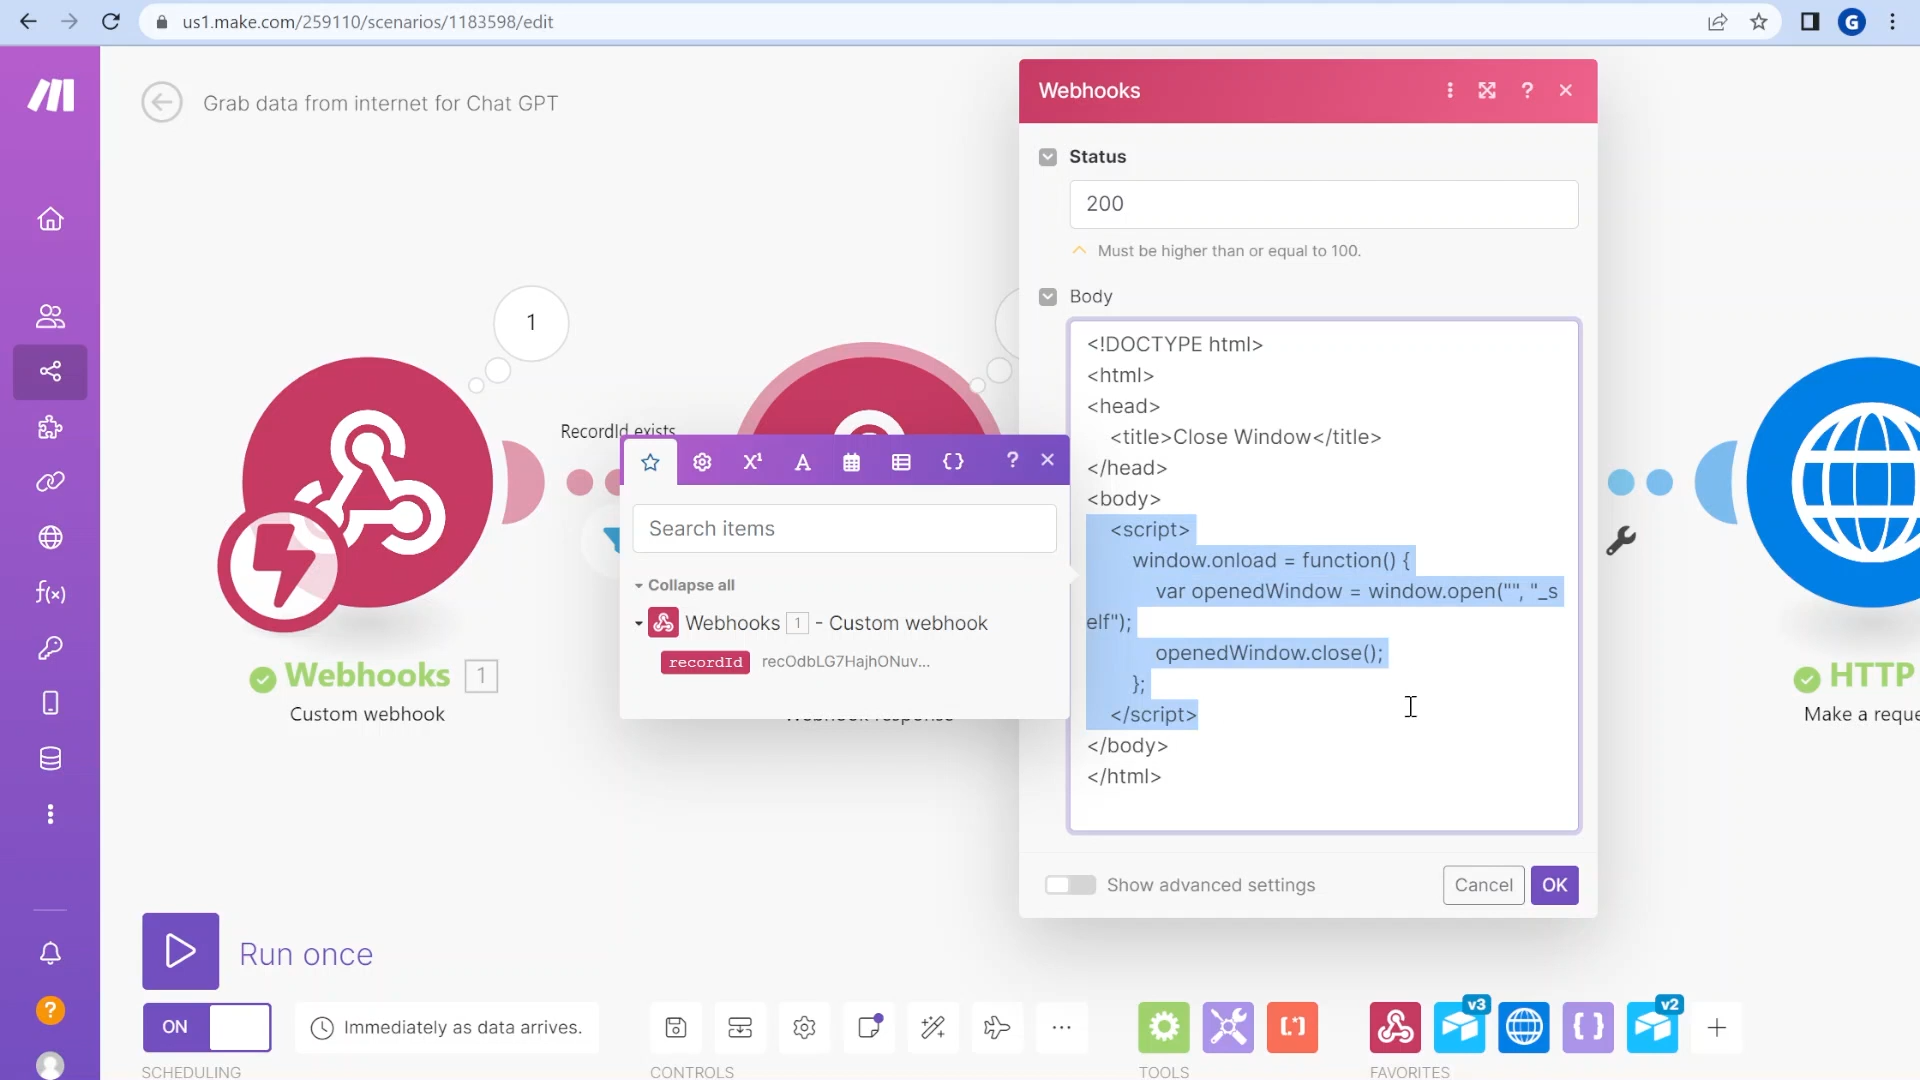 us1.make.com/259110/scenarios/1183598/edit
G
Grab data from internet for Chat GPT
Webhooks
?
Status
200
Must be higher than or equal to 100.
Body
<!DOCTYPE html>
<html>
<head>
<title>Close Window</title>
</head>
<body>
<script>
window.onload = function() {
var openedWindow = window.open("", "_s
elf");
openedWindow.close();
};
</script>
</body>
</html>
Show advanced settings
Cancel
OK
1
RecordId exists
?
Search items
Collapse all
Webhooks 1 - Custom webhook
recordId recOdbLG7HajhONuv...
Webhooks 1
Custom webhook
HTTP
Run once
ON
Immediately as data arrives.
v3
v2
SCHEDULING
CONTROLS
TOOLS
FAVORITES
f(x)
?